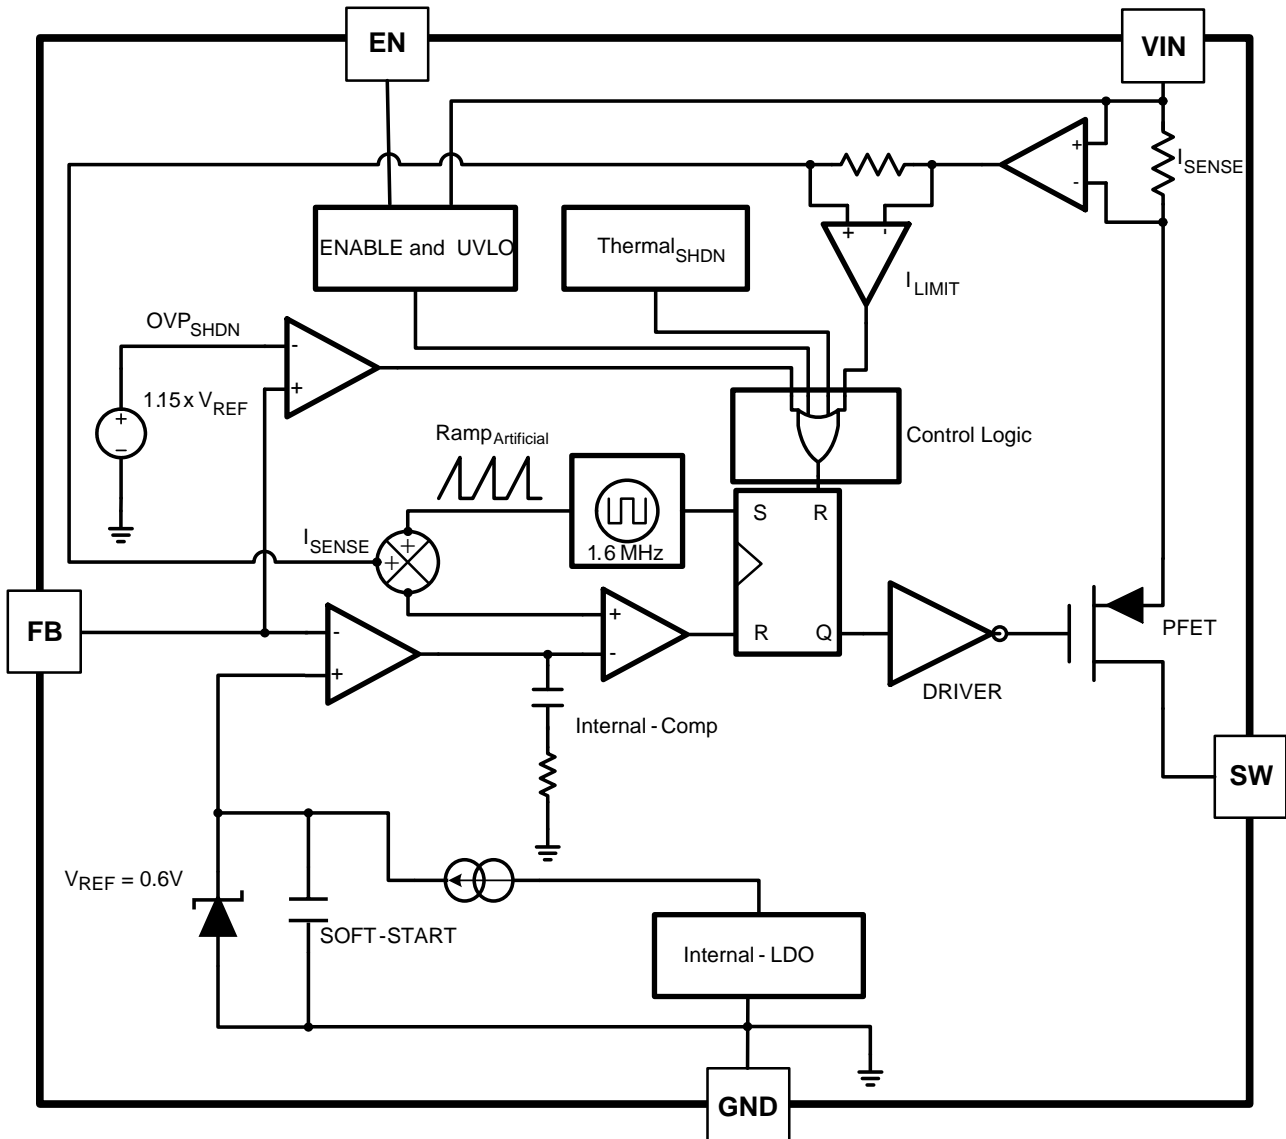 EN
VIN
+
-
ISENSE
ENABLE and UVLO
ThermalSHDN
+ -
ILIMIT
OVPSHDN
-
+
1.15 x VREF
+
−
Control Logic
RampArtificial
1.6 MHz
S R
ISENSE
+
+
FB
-
+
+
-
R Q
DRIVER
PFET
Internal - Comp
SW
VREF = 0.6V
SOFT-START
Internal - LDO
GND